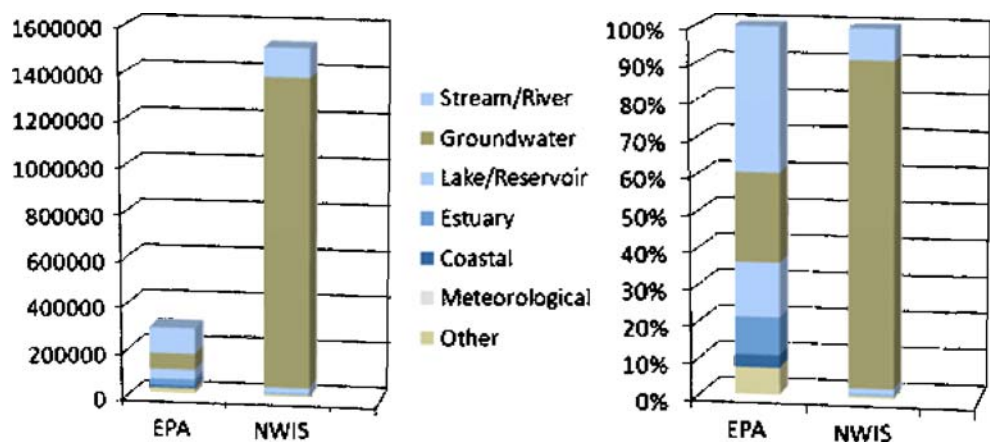 1600000
1400000
1200000
1000000
800000
600000
400000
200000
0
EPA
NWIS
Stream/River
Groundwater
Lake/Reservoir
Estuary
Coastal
Meteorological
Other
100%
90%
80%
70%
60%
50%
40%
30%
20%
10%
0%
EPA
NWIS